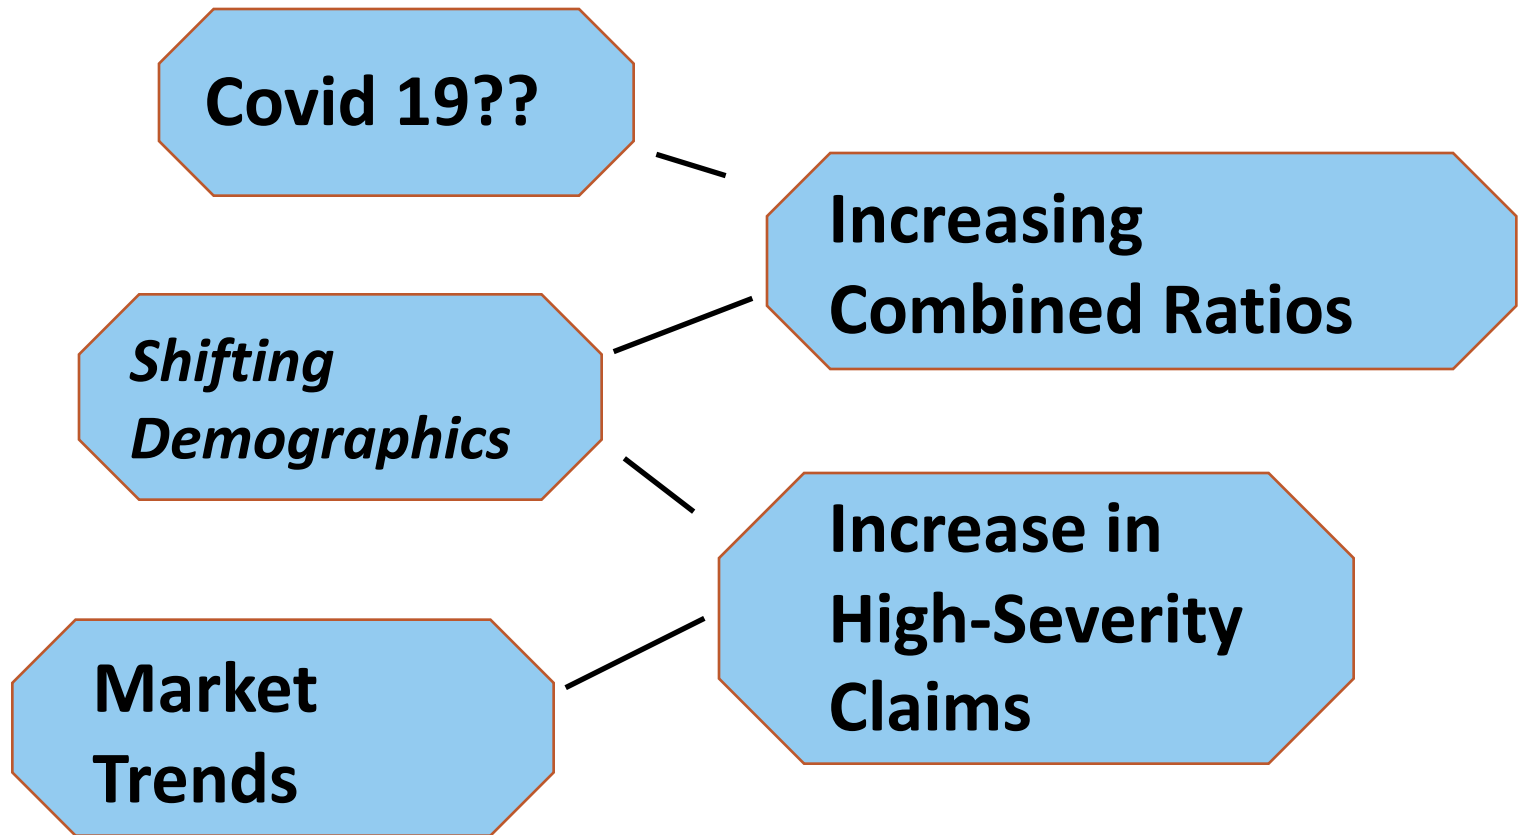 Covid 19??
Increasing
Combined Ratios
Shifting
Demographics
Increase in
High-Severity
Claims
Market
Trends